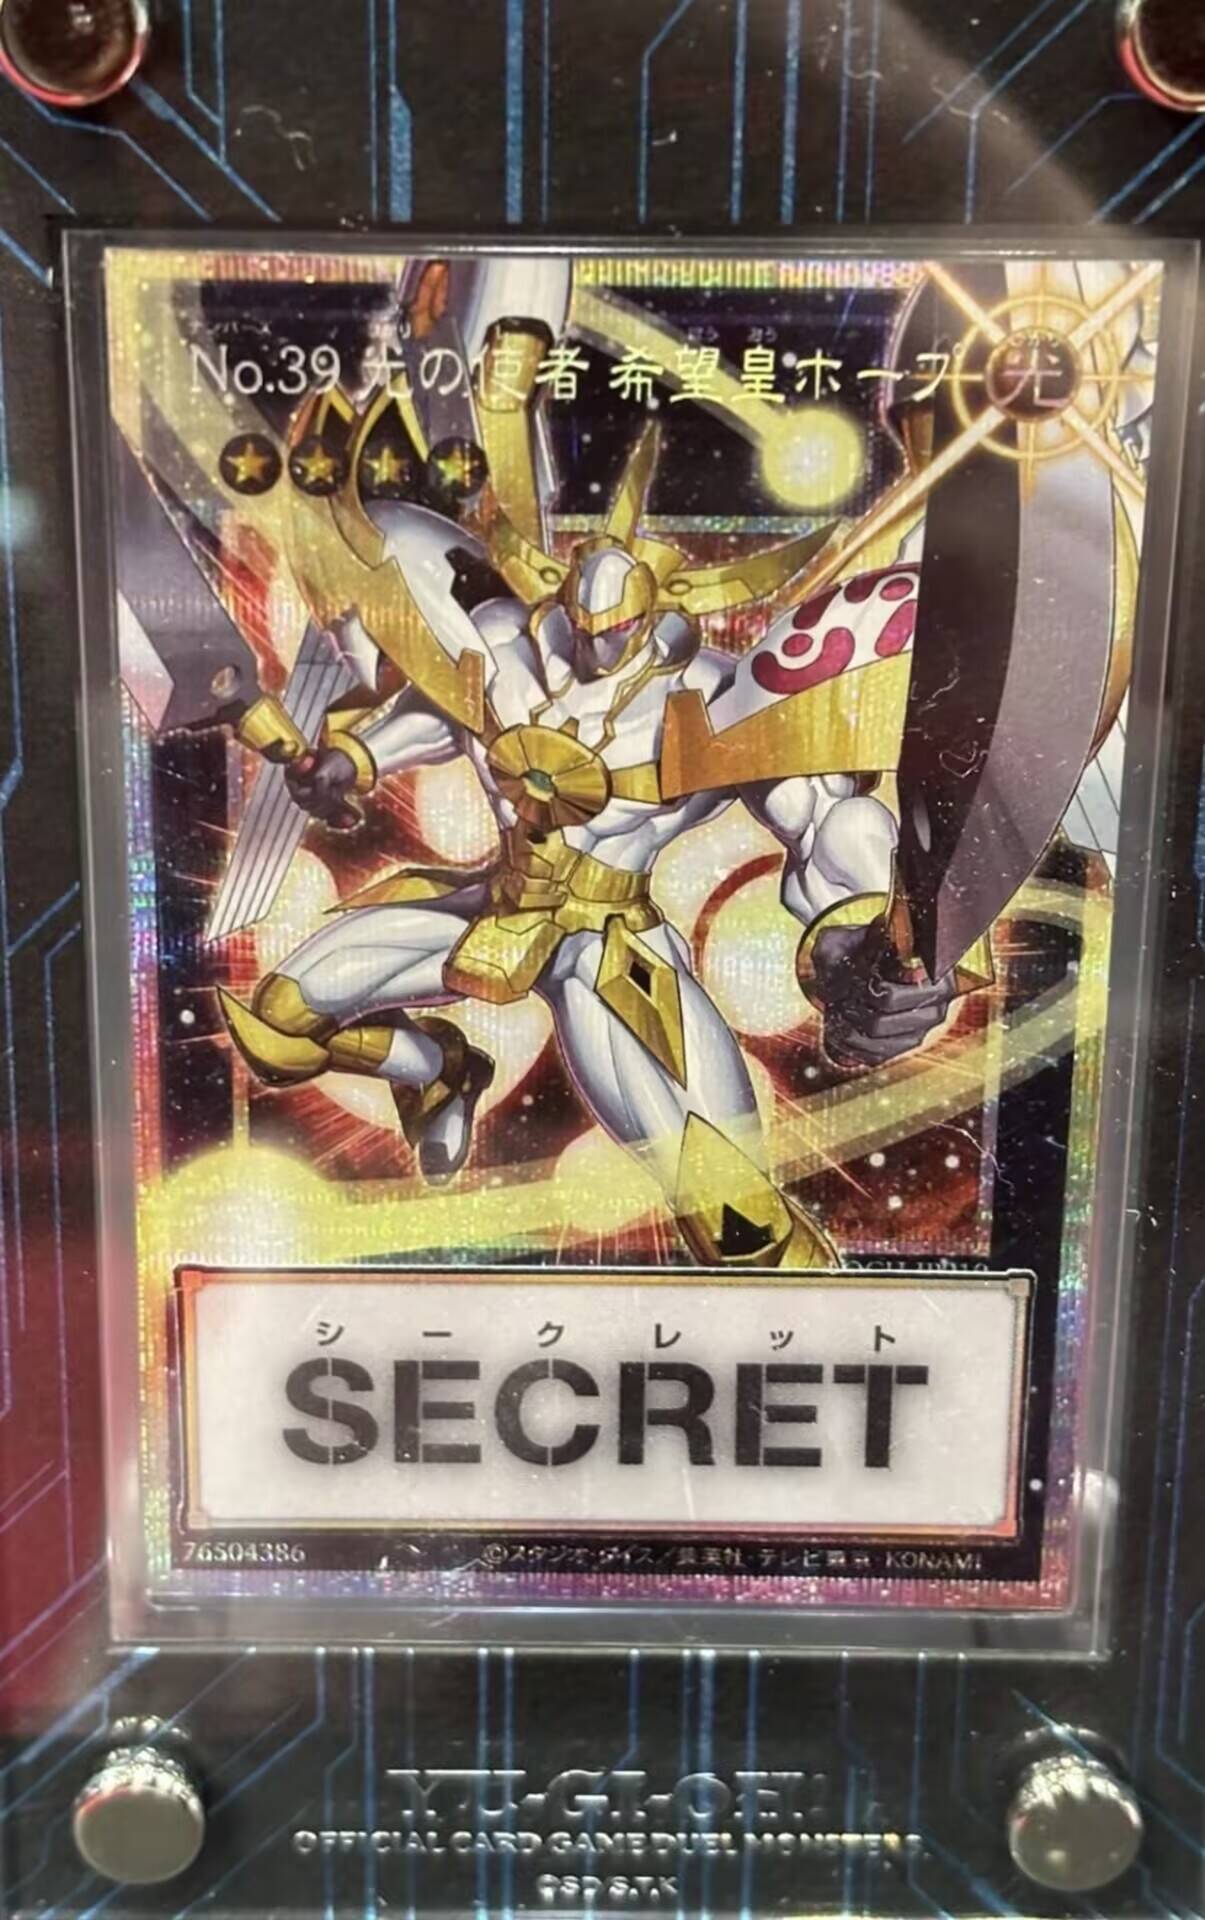 No.39 光の使者 希望皇ホープ 光
シークレット
SECRET
76504386 ©スタジオ・ダイス／集英社・テレビ東京・KONAMI
YU-GI-OH!
OFFICIAL CARD GAME DUEL MONSTERS